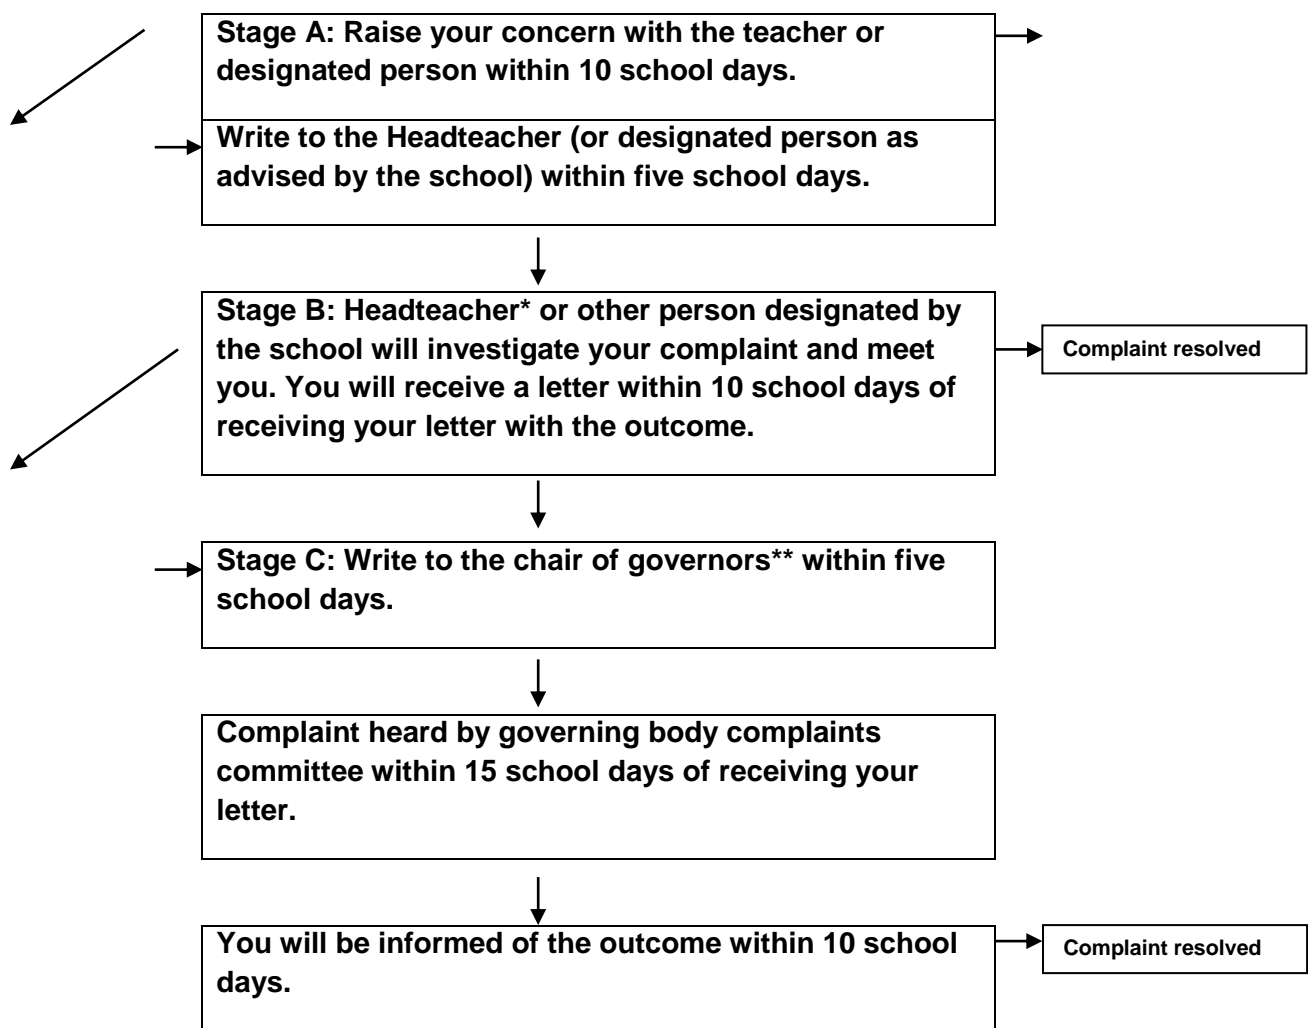 Stage A: Raise your concern with the teacher or
designated person within 10 school days.
Write to the Headteacher (or designated person as
advised by the school) within five school days.
Stage B: Headteacher* or other person designated by
the school will investigate your complaint and meet
you. You will receive a letter within 10 school days of
receiving your letter with the outcome.
Complaint resolved
Stage C: Write to the chair of governors** within five
school days.
Complaint heard by governing body complaints
committee within 15 school days of receiving your
letter.
You will be informed of the outcome within 10 school
days.
Complaint resolved